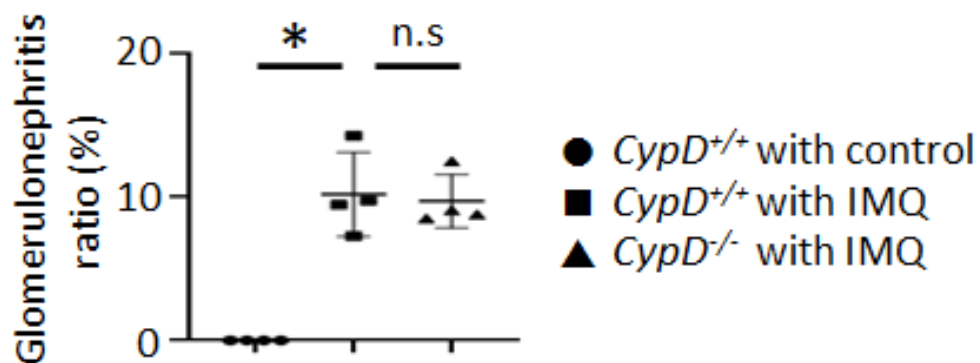 * n.s
20
10
0
Glomerulonephritis
ratio (%)
CypD+/+ with control
CypD+/+ with IMQ
CypD-/- with IMQ